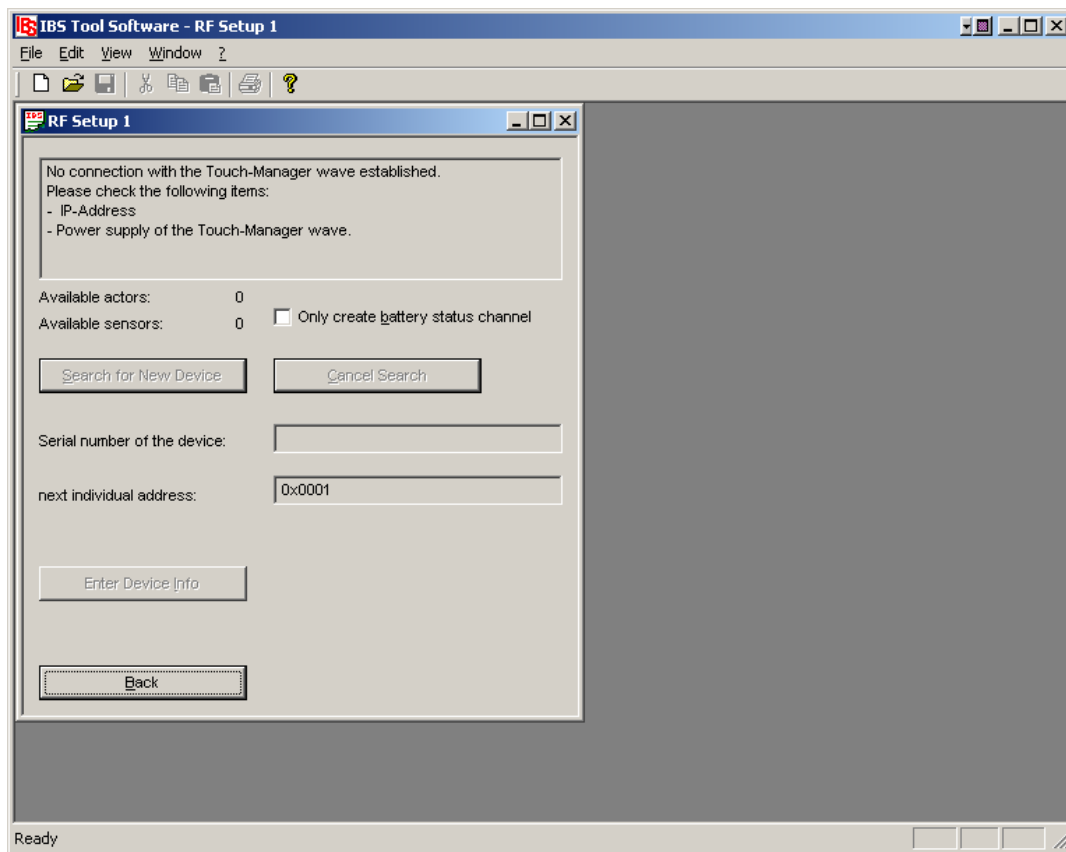 IBS IBS Tool Software - RF Setup 1
File Edit View Window ?
IBS RF Setup 1
No connection with the Touch-Manager wave established.
Please check the following items:
- IP-Address
- Power supply of the Touch-Manager wave.
Available actors: 0
Available sensors: 0
Only create battery status channel
Search for New Device Cancel Search
Serial number of the device:
next individual address: 0x0001
Enter Device Info
Back
Ready